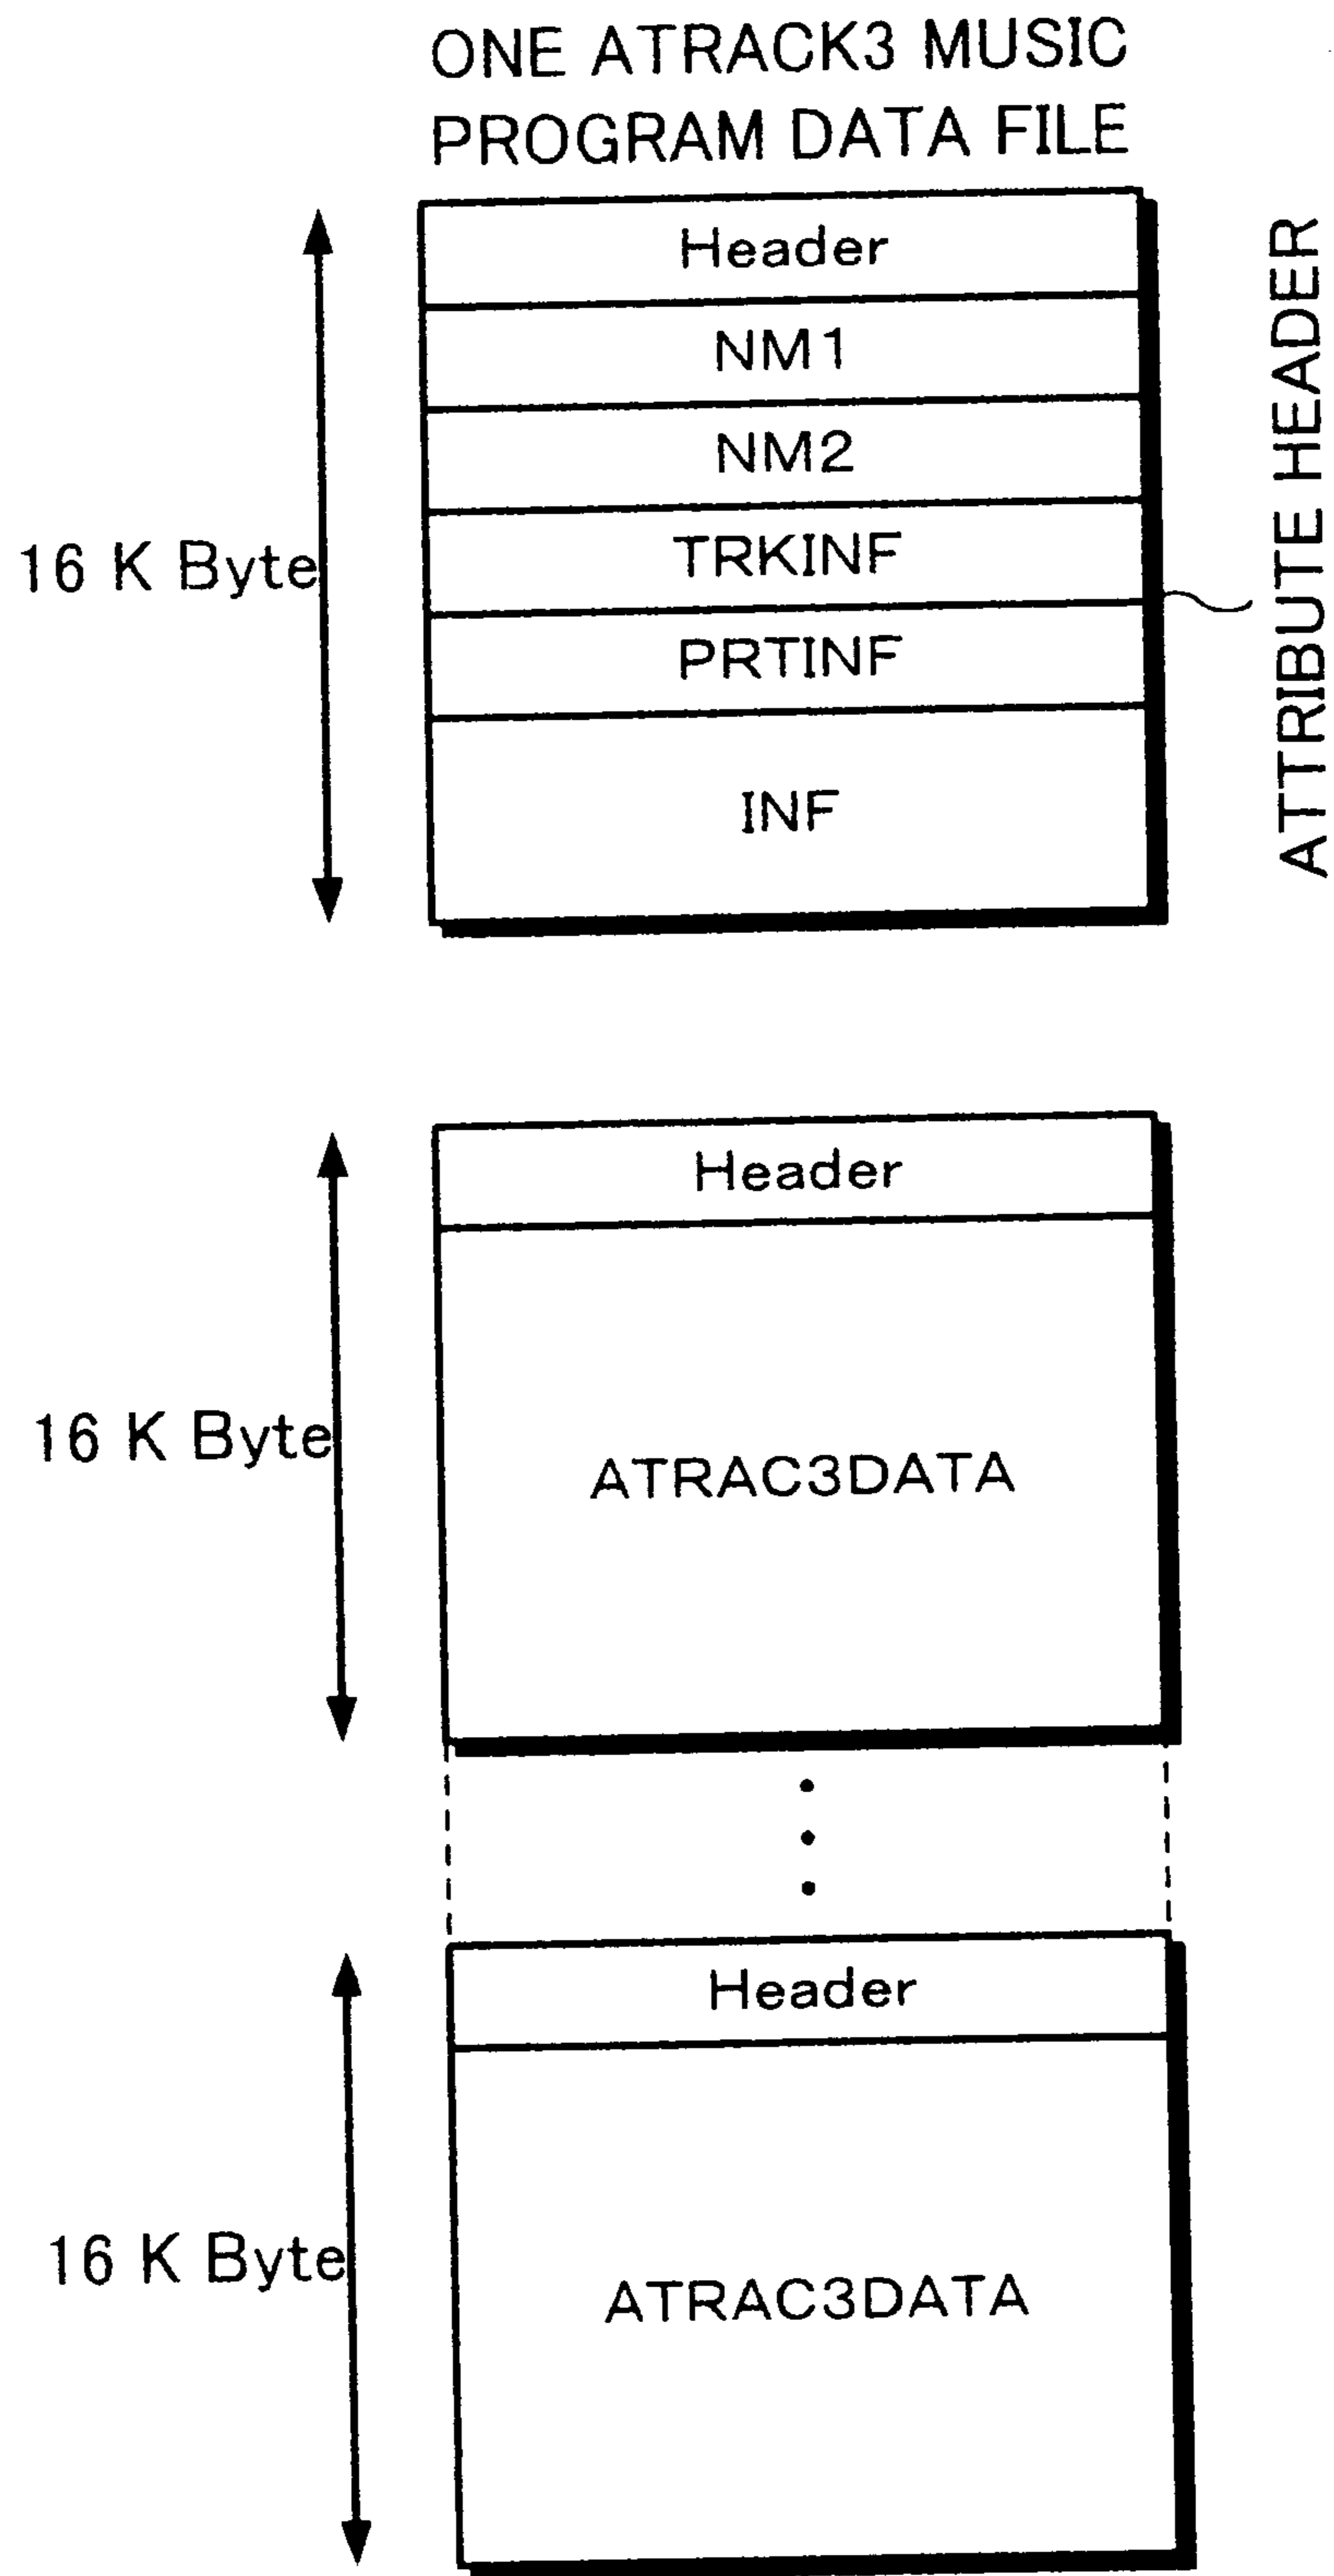 ONE ATRACK3 MUSIC
PROGRAM DATA FILE
Header
NM1
NM2
TRKINF
PRTINF
INF
16 K Byte
ATTRIBUTE HEADER
Header
ATRAC3DATA
16 K Byte
Header
ATRAC3DATA
16 K Byte